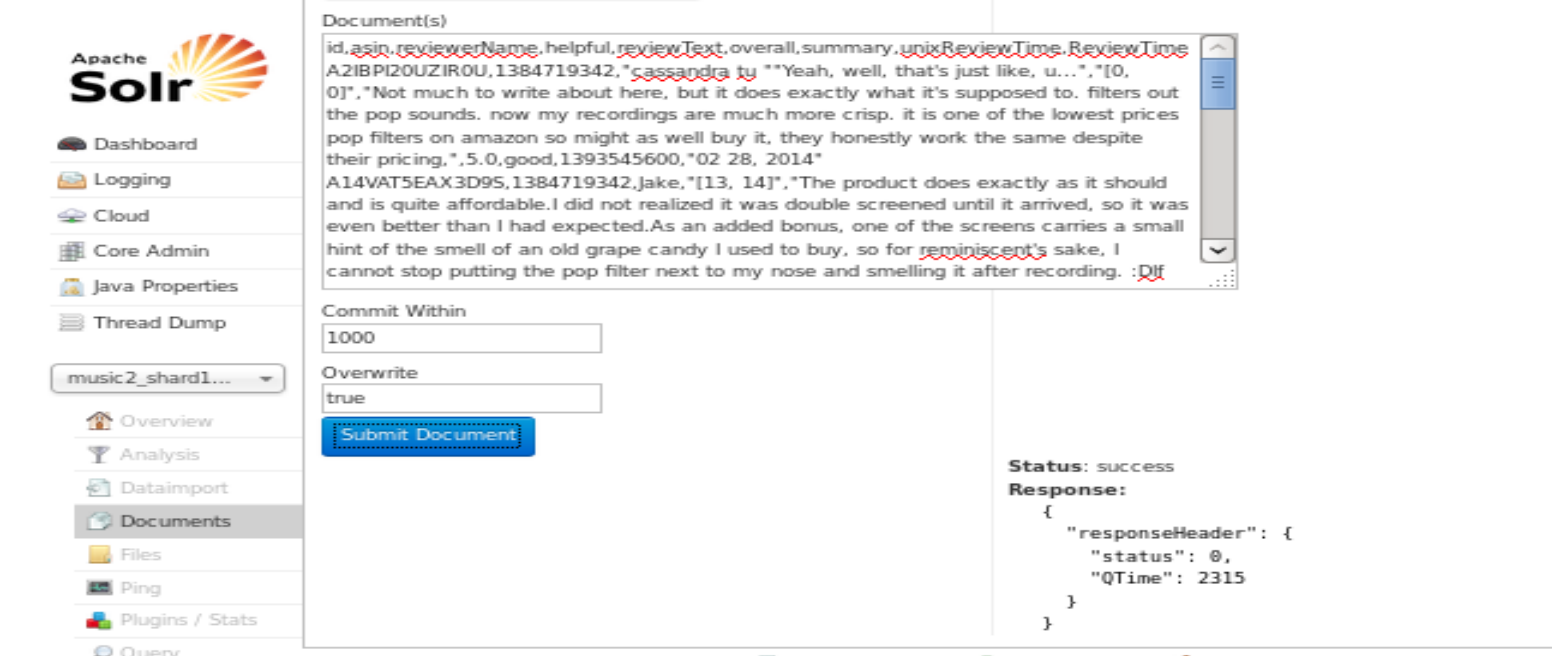 Apache
Solr
Dashboard
Logging
Cloud
Core Admin
Java Properties
Thread Dump
music2_shard1...
Overview
Analysis
Dataimport
Documents
Files
Ping
Plugins / Stats
Query
Document(s)
id,asin,reviewerName,helpful,reviewText,overall,summary,unixReviewTime,ReviewTime
A2IBPI20UZIR0U,1384719342,"cassandra tu ""Yeah, well, that's just like, u...","[0,
0]","Not much to write about here, but it does exactly what it's supposed to. filters out
the pop sounds. now my recordings are much more crisp. it is one of the lowest prices
pop filters on amazon so might as well buy it, they honestly work the same despite
their pricing,",5.0,good,1393545600,"02 28, 2014"
A14VAT5EAX3D9S,1384719342,Jake,"[13, 14]","The product does exactly as it should
and is quite affordable.I did not realized it was double screened until it arrived, so it was
even better than I had expected.As an added bonus, one of the screens carries a small
hint of the smell of an old grape candy I used to buy, so for reminiscent's sake, I
cannot stop putting the pop filter next to my nose and smelling it after recording. :DIf
Commit Within
1000
Overwrite
true
Submit Document
Status: success
Response:
{
"responseHeader": {
"status": 0,
"QTime": 2315
}
}